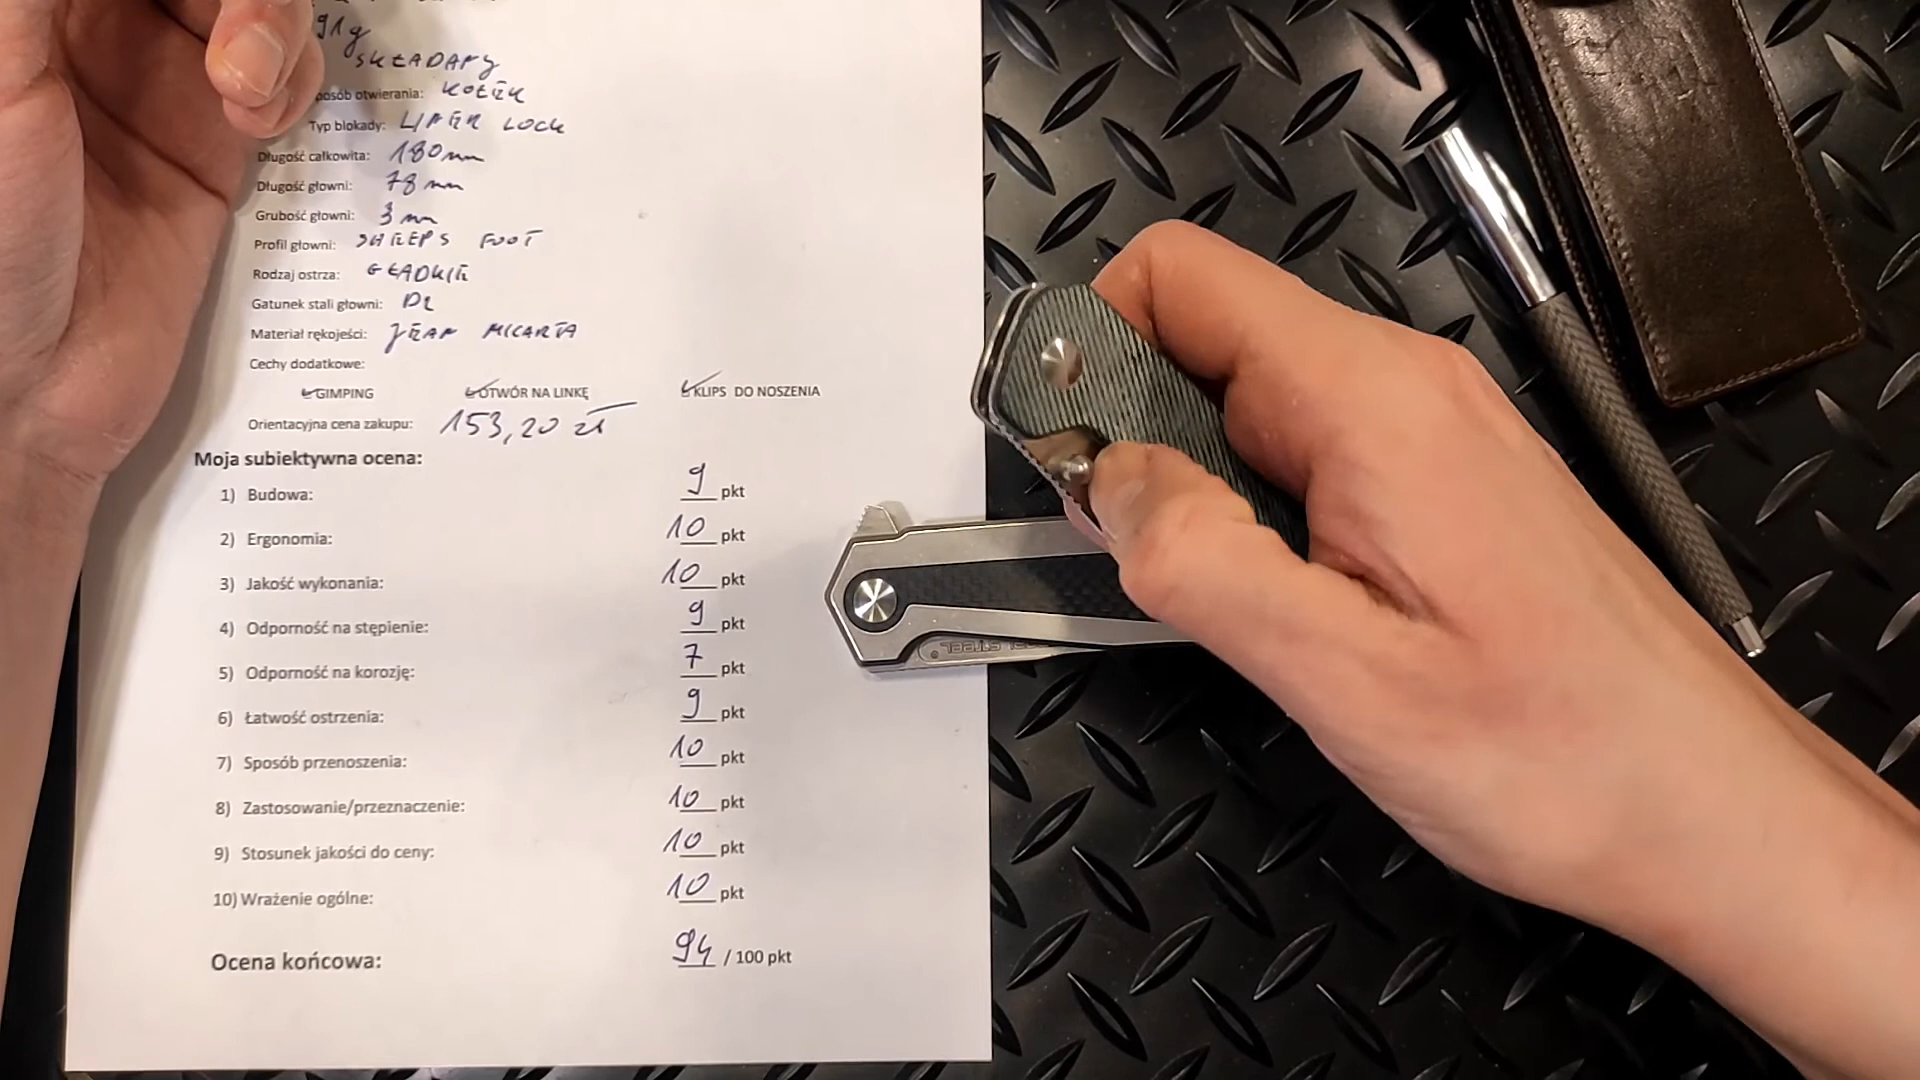 91g
SKŁADANY
posób otwierania: KOŁEK
Typ blokady: LINER LOCK
Długość całkowita: 180mm
Długość głowni: 78mm
Grubość głowni: 3mm
Profil głowni: SHEEPS FOOT
Rodzaj ostrza: GŁADKIE
Gatunek stali głowni: D2
Materiał rękojeści: JEAN MICARTA
Cechy dodatkowe:
GIMPING OTWÓR NA LINKĘ KLIPS DO NOSZENIA
Orientacyjna cena zakupu: 153,20 zł
Moja subiektywna ocena:
1) Budowa: 9 pkt
2) Ergonomia: 10 pkt
3) Jakość wykonania: 10 pkt
4) Odporność na stępienie: 9 pkt
5) Odporność na korozję: 7 pkt
6) Łatwość ostrzenia: 9 pkt
7) Sposób przenoszenia: 10 pkt
8) Zastosowanie/przeznaczenie: 10 pkt
9) Stosunek jakości do ceny: 10 pkt
10) Wrażenie ogólne: 10 pkt
Ocena końcowa: 94 / 100 pkt